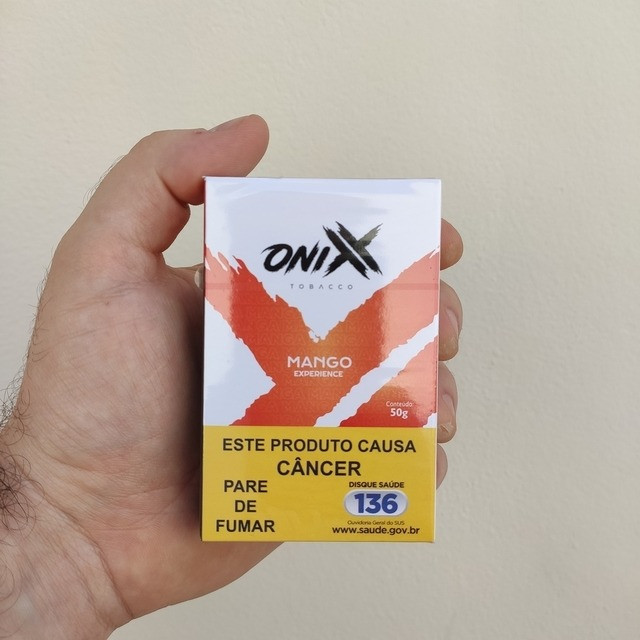 ONIX
TOBACCO
MANGO
EXPERIENCE
Conteúdo:
50g
ESTE PRODUTO CAUSA
CÂNCER
PARE
DE
FUMAR
DISQUE SAÚDE
136
Ouvidoria Geral do SUS
www.saude.gov.br